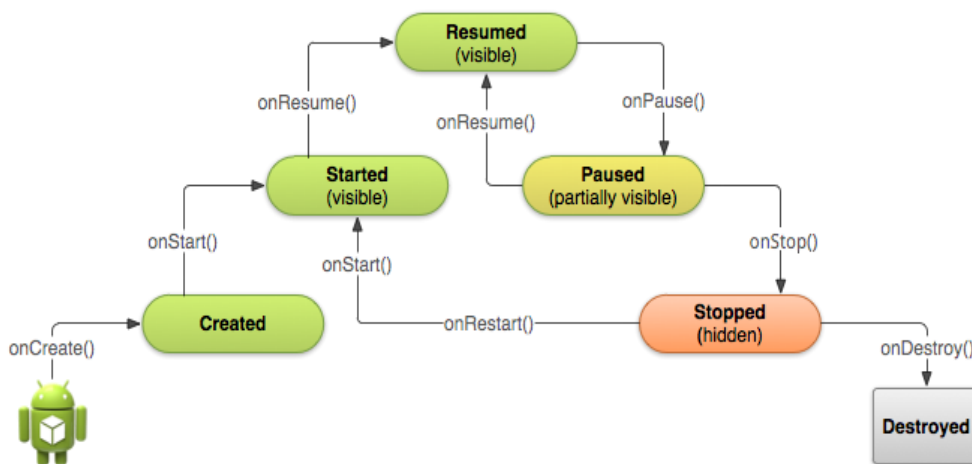 Resumed
(visible)
onResume()
onResume()
onPause()
Started
(visible)
Paused
(partially visible)
onStart()
onStart()
onStop()
Created
onRestart()
Stopped
(hidden)
onCreate()
onDestroy()
Destroyed